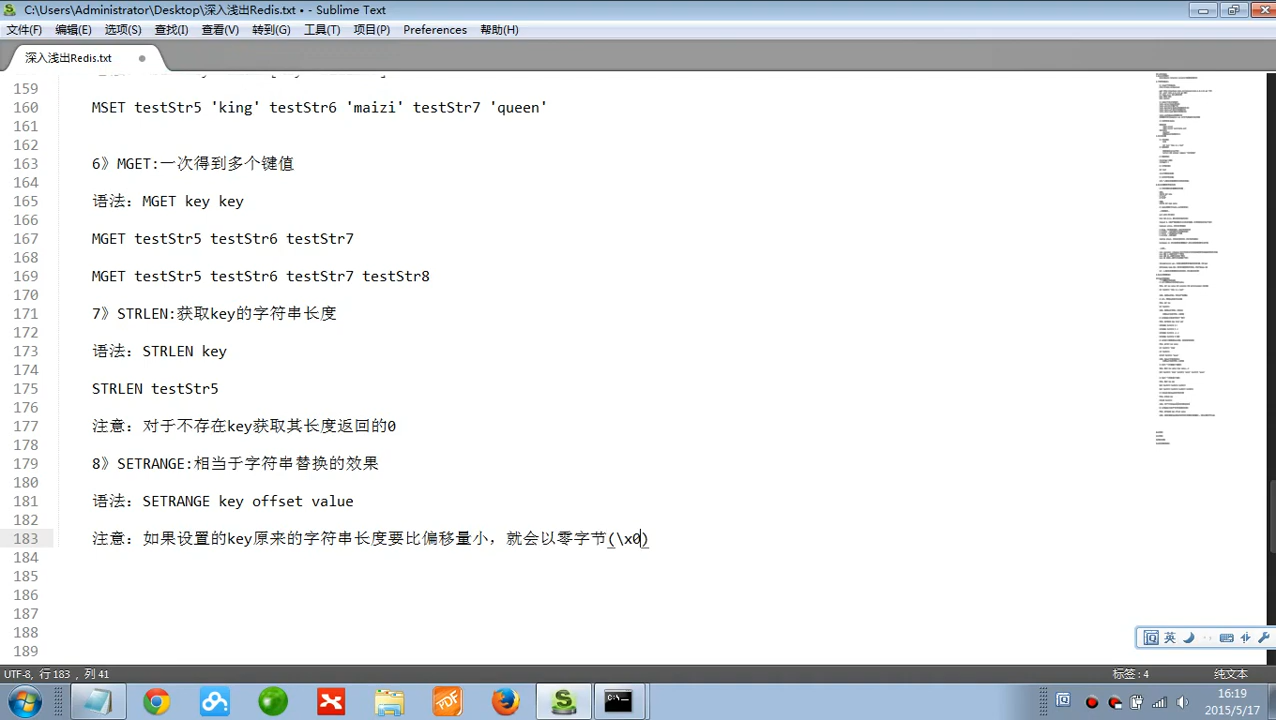 C:\Users\Administrator\Desktop\深入浅出Redis.txt • - Sublime Text
文件(F) 编辑(E) 选项(S) 查找(I) 查看(V) 转到(G) 工具(T) 项目(P) Preferences 帮助(H)
深入浅出Redis.txt
159
160 MSET testStr5 'king' testStr6 'maizi' testStr7 'queen'
161
162
163 6》MGET:一次得到多个键值
164
165 语法：MGET key key
166
167 MGET testStr5 testStr6 testStr7
168
169 MGET testStr5 testStr6 testStr7 testStr8
170
171 7》STRLEN:获取key的字符串长度
172
173 语法：STRLEN key
174
175 STRLEN testStr5
176
177 注意：对于不存在key获取其长度返回的0
178
179 8》SETRANGE:相当于字符串替换的效果
180
181 语法：SETRANGE key offset value
182
183 注意：如果设置的key原来的字符串长度要比偏移量小，就会以零字节(\x0)
184
185
186
187
188
189
英
UTF-8, 行 183 , 列 41
标签: 4
纯文本
16:19
2015/5/17